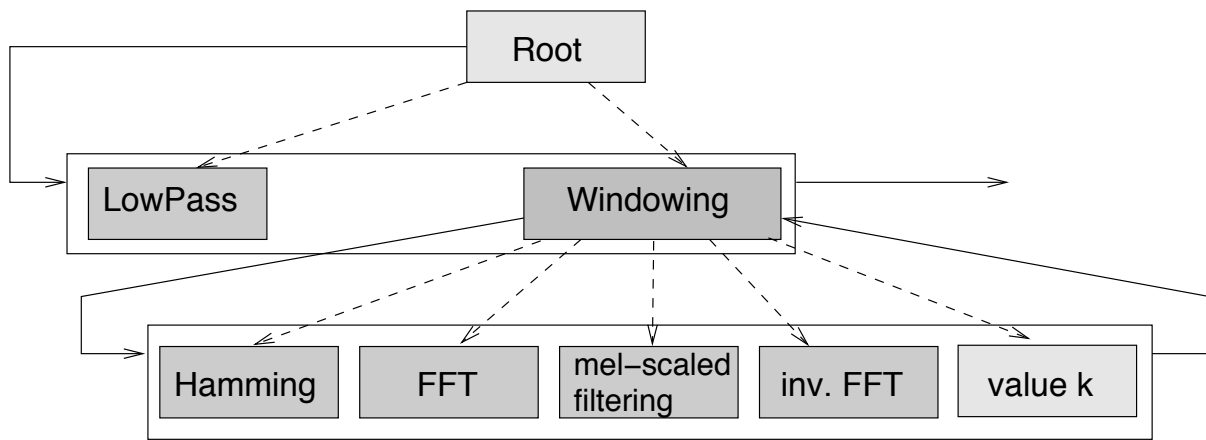 Root
LowPass
Windowing
Hamming
FFT
mel−scaled
filtering
inv. FFT
value k